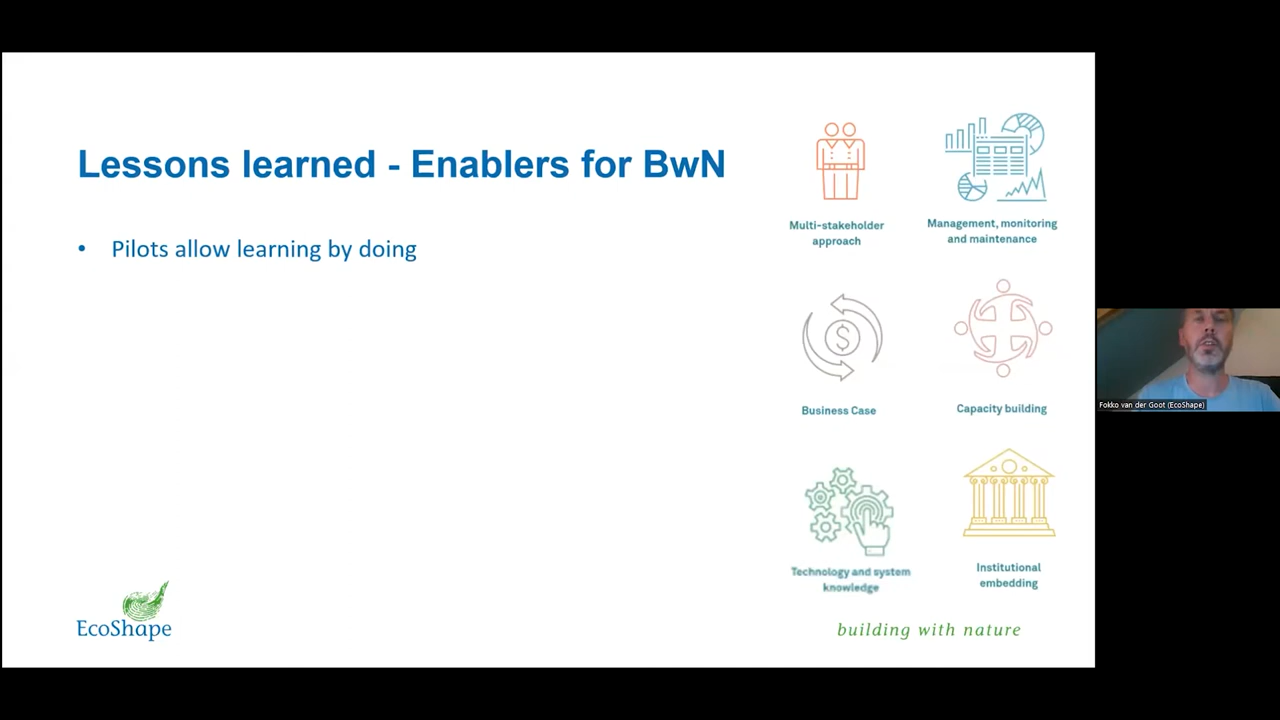 Lessons learned - Enablers for BwN
• Pilots allow learning by doing
Multi-stakeholder
approach
Management, monitoring
and maintenance
$
Business Case
Capacity building
Technology and system
knowledge
Institutional
embedding
EcoShape
building with nature
Fokko van der Goot (EcoShape)